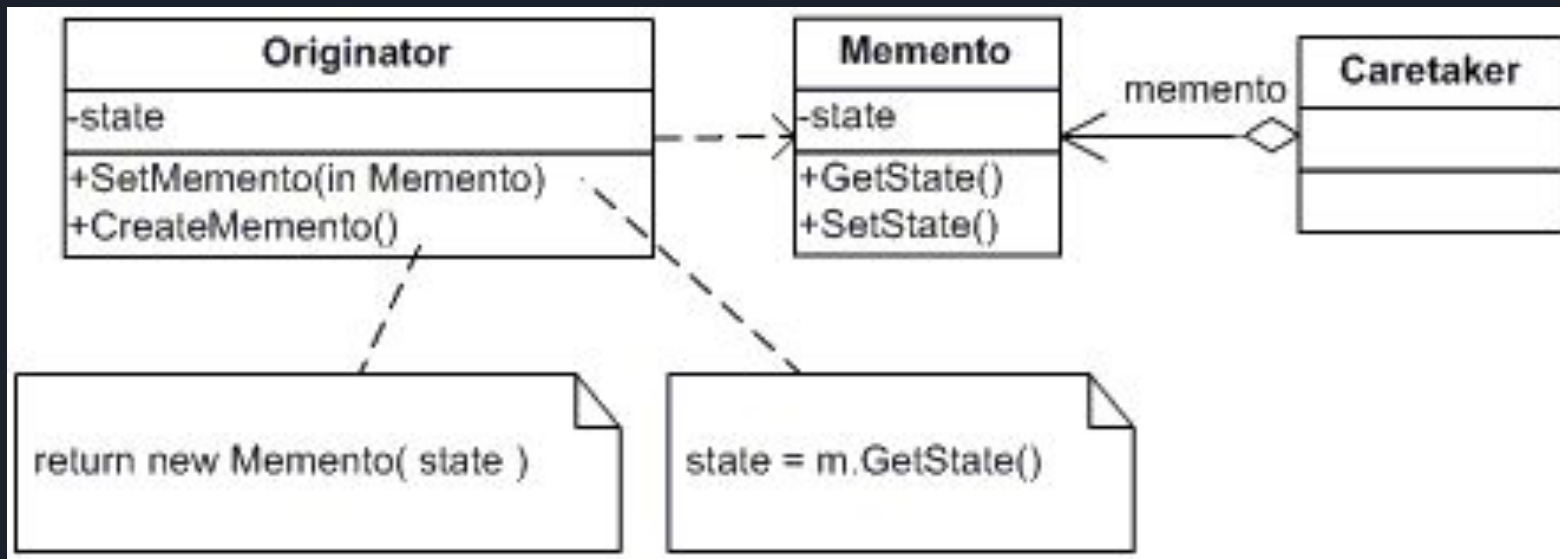 Originator
-state
+SetMemento(in Memento)
+CreateMemento()
Memento
-state
+GetState()
+SetState()
memento
Caretaker
return new Memento( state )
state = m.GetState()